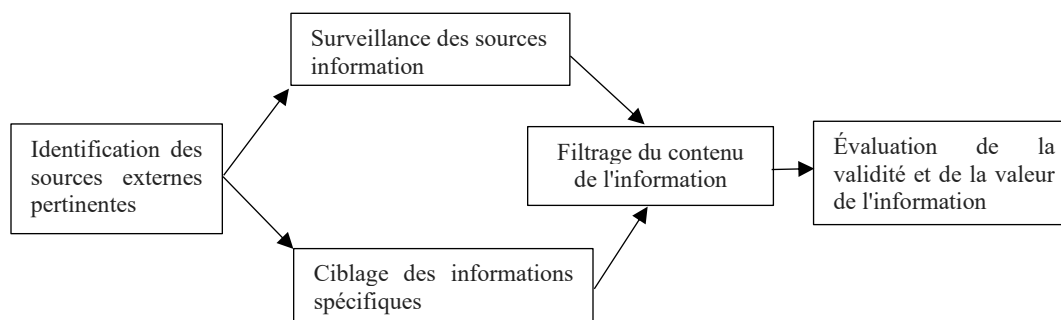 Surveillance des sources
information
Identification des
sources externes
pertinentes
Filtrage du contenu
de l'information
Évaluation de la
validité et de la valeur
de l'information
Ciblage des informations
spécifiques